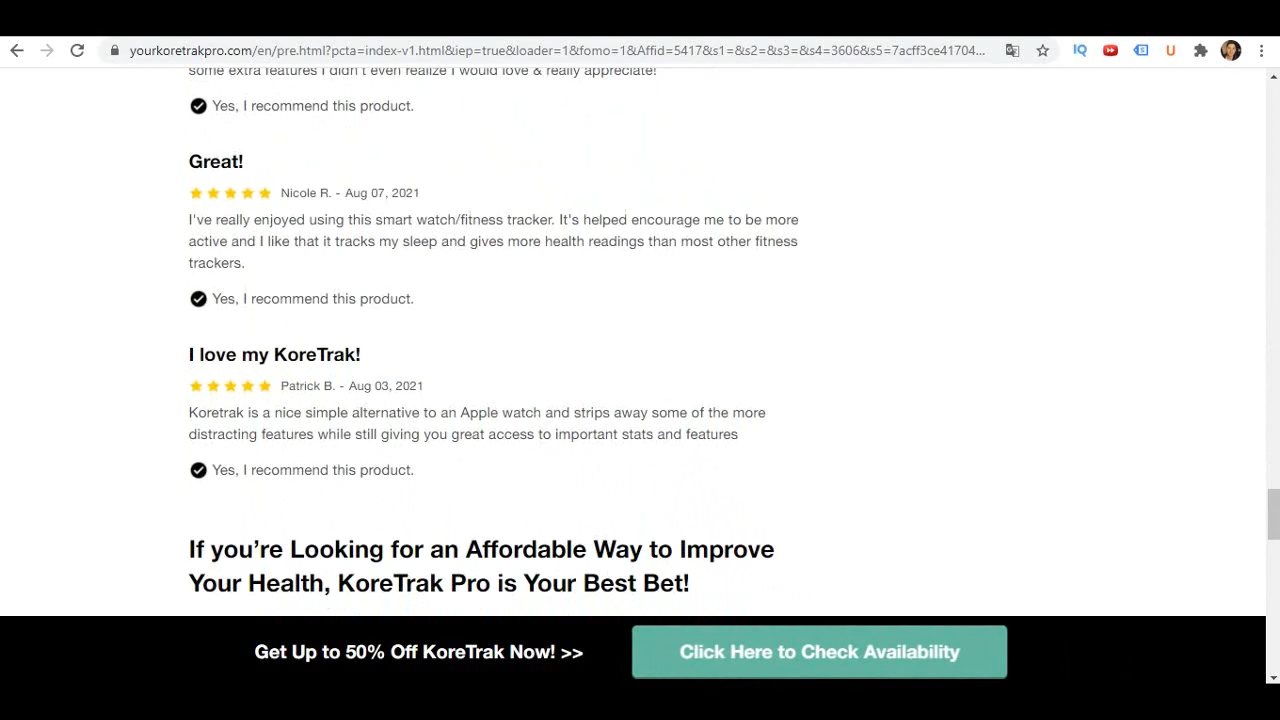 yourkoretrakpro.com/en/pre.html?pcta=index-v1.html&iep=true&loader=1&fomo=1&Affid=5417&s1=&s2=&s3=&s4=3606&s5=7acff3ce41704...
some extra features I didn't even realize I would love & really appreciate!
Yes, I recommend this product.
Great!
Nicole R. - Aug 07, 2021
I've really enjoyed using this smart watch/fitness tracker. It's helped encourage me to be more
active and I like that it tracks my sleep and gives more health readings than most other fitness
trackers.
Yes, I recommend this product.
I love my KoreTrak!
Patrick B. - Aug 03, 2021
Koretrak is a nice simple alternative to an Apple watch and strips away some of the more
distracting features while still giving you great access to important stats and features
Yes, I recommend this product.
If you're Looking for an Affordable Way to Improve
Your Health, KoreTrak Pro is Your Best Bet!
Get Up to 50% Off KoreTrak Now! >>
Click Here to Check Availability